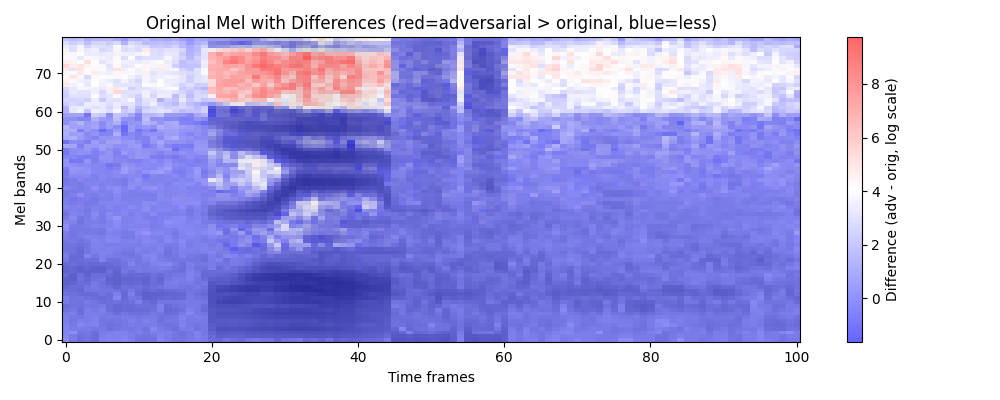 Original Mel with Differences (red=adversarial > original, blue=less)
Mel bands
70
60
50
40
30
20
10
0
0 20 40 60 80 100
Time frames
8
6
4
2
0
Difference (adv - orig, log scale)